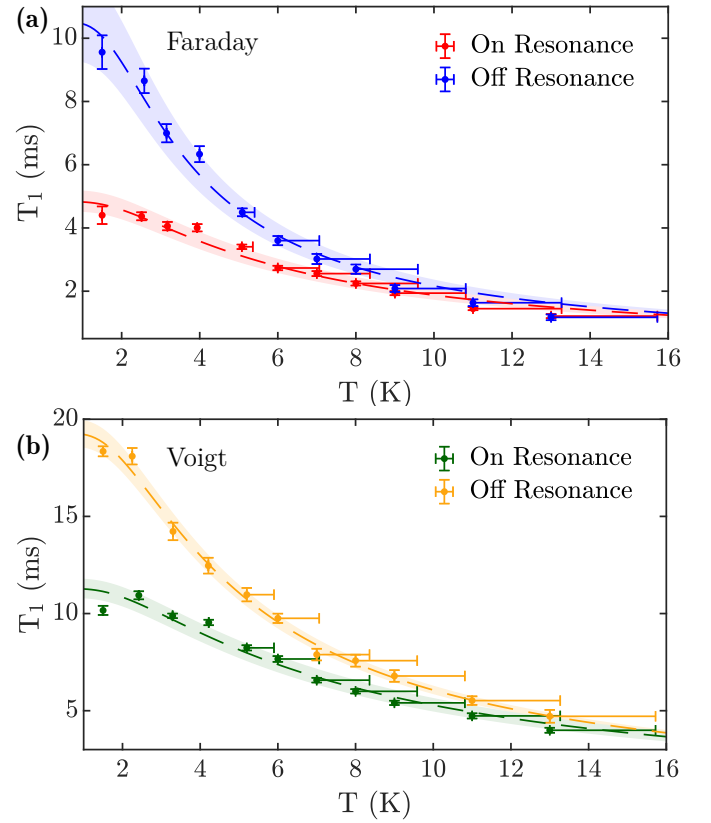 (a)
Faraday
On Resonance
Off Resonance
10
8
6
4
2
T₁ (ms)
2 4 6 8 10 12 14 16
T (K)
(b)
Voigt
On Resonance
Off Resonance
20
15
10
5
T₁ (ms)
2 4 6 8 10 12 14 16
T (K)